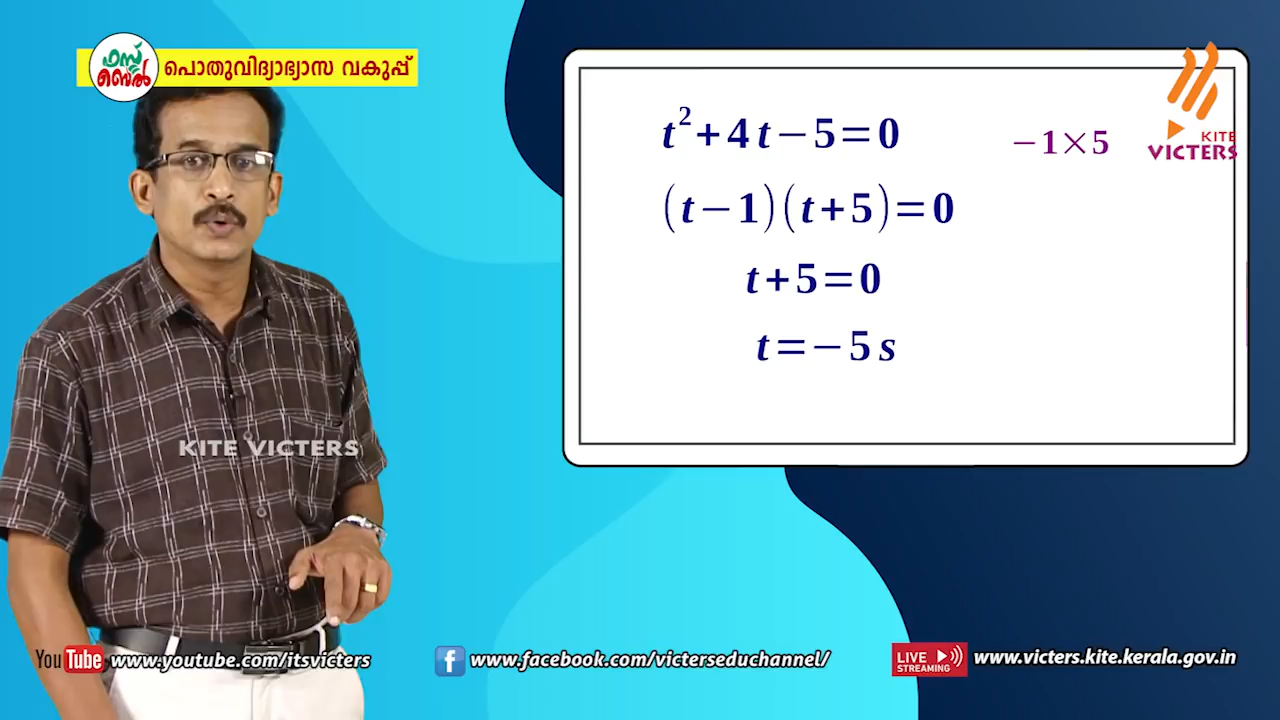 ഫസ്റ്റ്
ബെൽ
പൊതുവിദ്യാഭ്യാസ വകുപ്പ്
t²+4t−5=0
−1×5
KITE
VICTERS
(t−1)(t+5)=0
t+5=0
t=−5s
KITE VICTERS
YouTube www.youtube.com/itsvicters
f www.facebook.com/victerseduchannel/
LIVE
STREAMING
www.victers.kite.kerala.gov.in